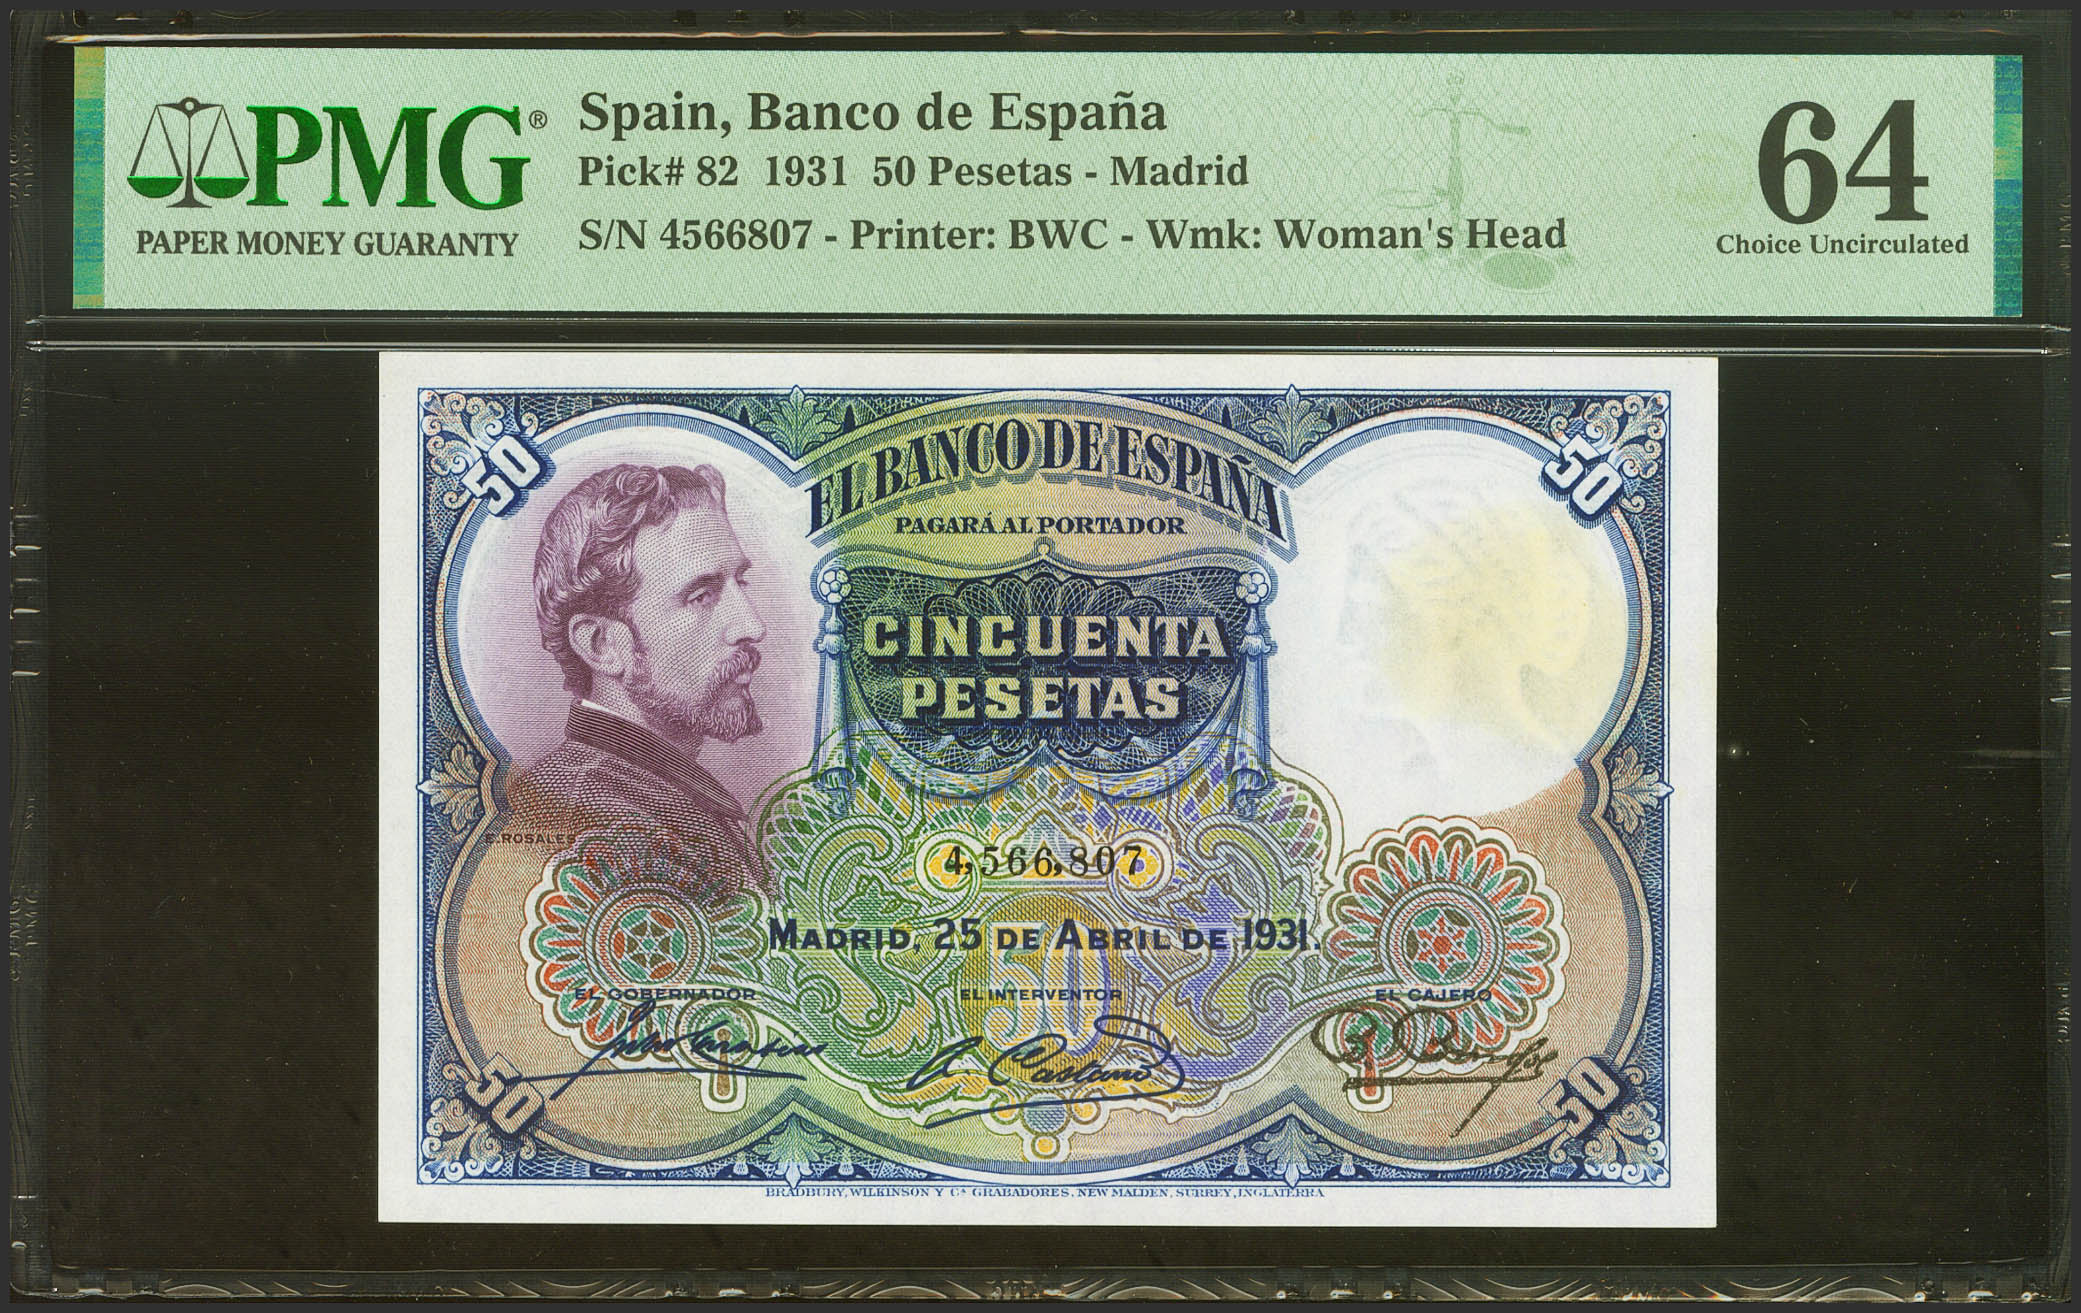 PMG®
PAPER MONEY GUARANTY
Spain, Banco de España
Pick# 82 1931 50 Pesetas - Madrid
S/N 4566807 - Printer: BWC - Wmk: Woman's Head
64
Choice Uncirculated
50
50
EL BANCO DE ESPAÑA
PAGARÁ AL PORTADOR
CINCUENTA
PESETAS
E. ROSALES
4,566,807
MADRID, 25 DE ABRIL DE 1931.
50
EL GOBERNADOR
EL INTERVENTOR
EL CAJERO
A. Castaño
50
50
BRADBURY, WILKINSON Y Cª GRABADORES, NEW MALDEN, SURREY, INGLATERRA